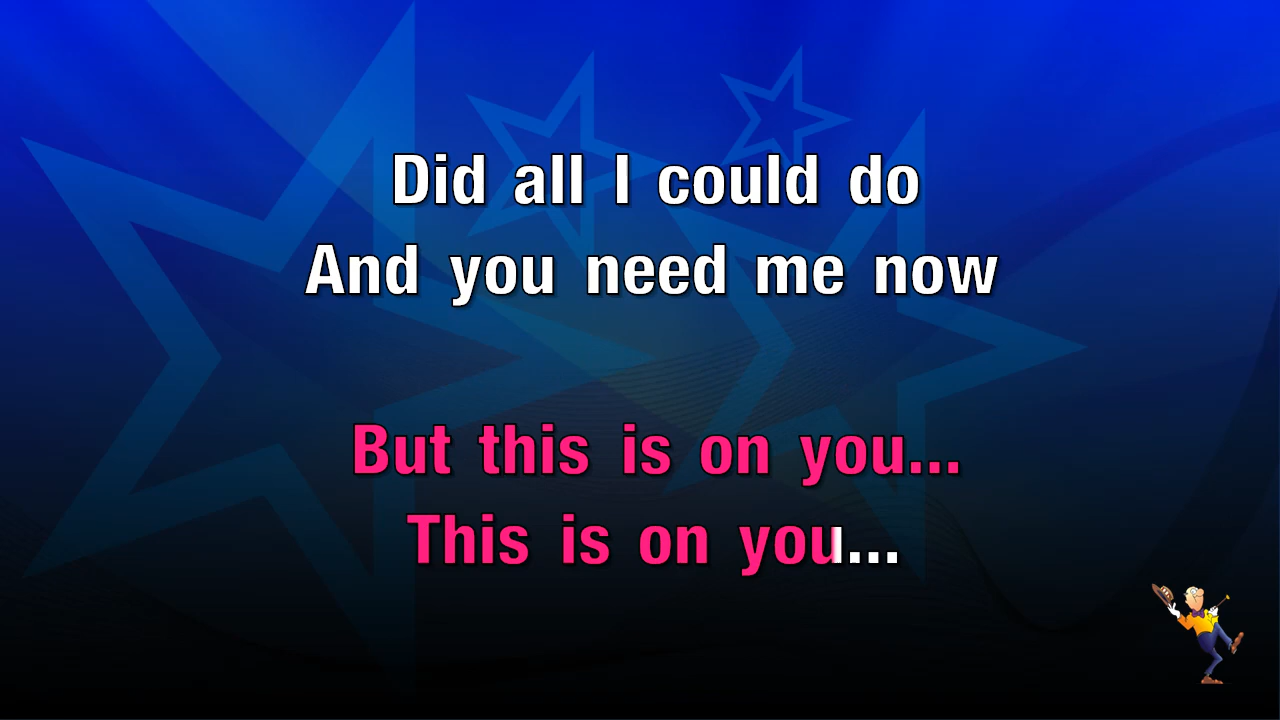 Did all I could do
And you need me now
But this is on you...
This is on you...